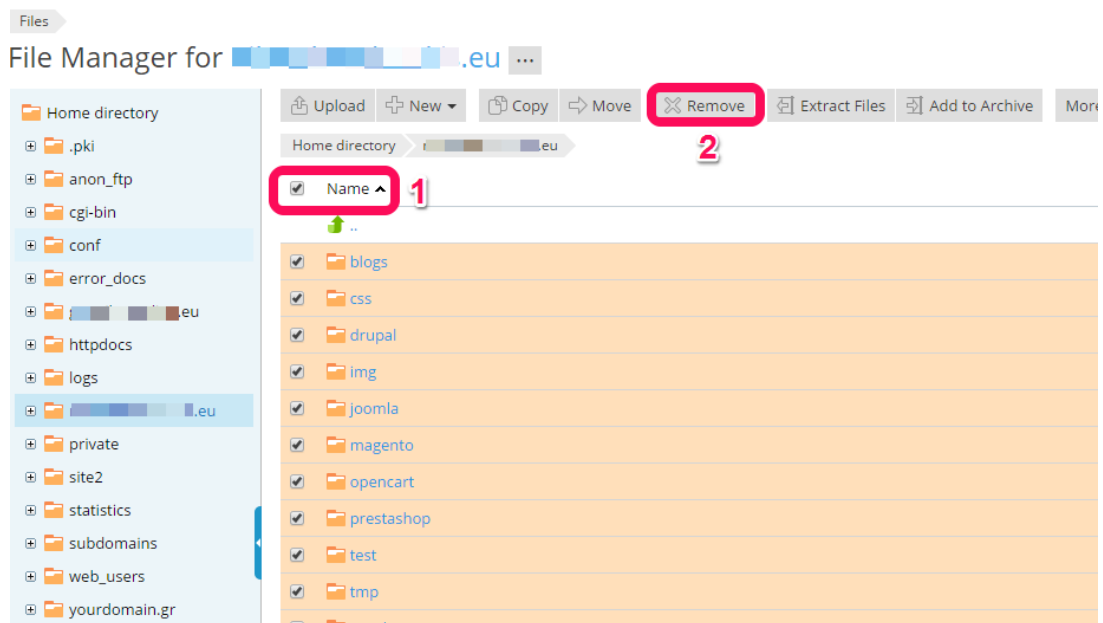 Files
File Manager for .eu ...
Home directory
.pki
anon_ftp
cgi-bin
conf
error_docs
.eu
httpdocs
logs
.eu
private
site2
statistics
subdomains
web_users
yourdomain.gr
Upload New Copy Move Remove Extract Files Add to Archive More
2
Home directory .eu
Name 1
..
blogs
css
drupal
img
joomla
magento
opencart
prestashop
test
tmp